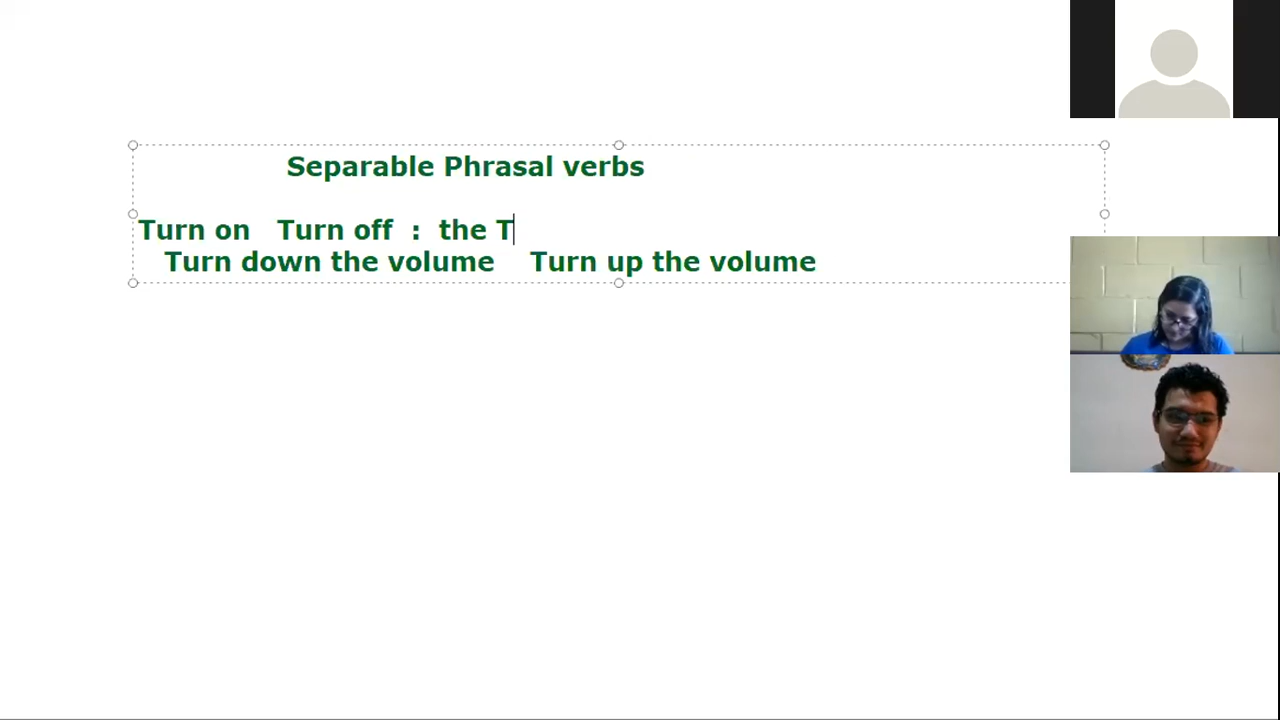 Separable Phrasal verbs
Turn on Turn off : the T
Turn down the volume Turn up the volume